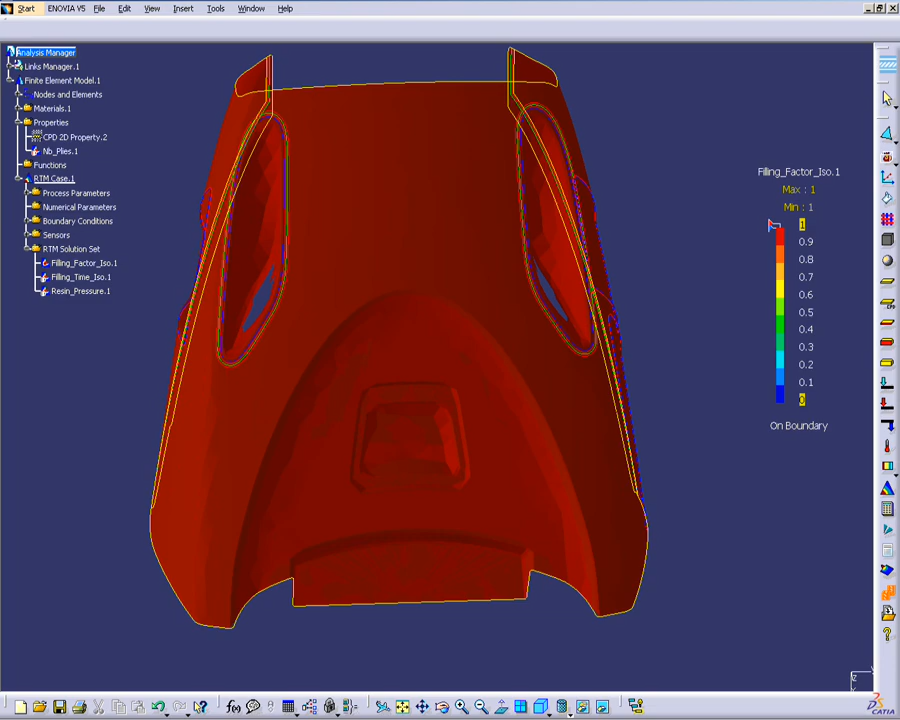 Start ENOVIA V5 File Edit View Insert Tools Window Help
Analysis Manager
Links Manager.1
Finite Element Model.1
Nodes and Elements
Materials.1
Properties
CPD 2D Property.2
Nb_Plies.1
Functions
RTM Case.1
Process Parameters
Numerical Parameters
Boundary Conditions
Sensors
RTM Solution Set
Filling_Factor_Iso.1
Filling_Time_Iso.1
Resin_Pressure.1
Filling_Factor_Iso.1
Max : 1
Min : 1
1
0.9
0.8
0.7
0.6
0.5
0.4
0.3
0.2
0.1
0
On Boundary
CPD
z
f(x)
CATIA